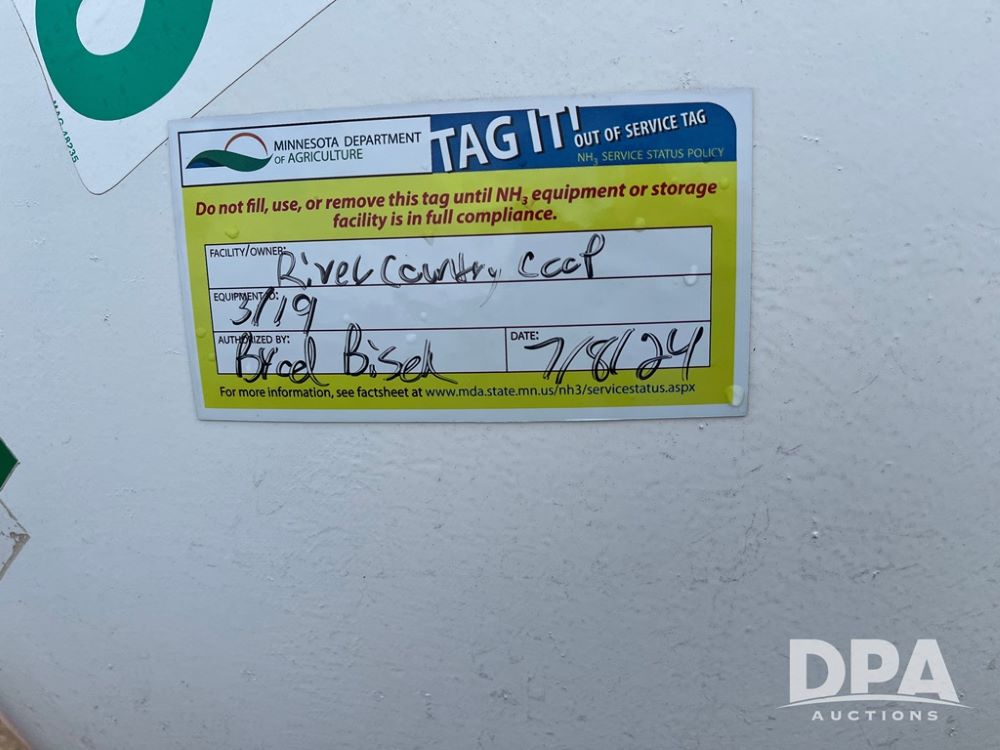 MAG-48235
MINNESOTA DEPARTMENT
OF AGRICULTURE
TAG IT!
OUT OF SERVICE TAG
NH3 SERVICE STATUS POLICY
Do not fill, use, or remove this tag until NH3 equipment or storage
facility is in full compliance.
FACILITY/OWNER:
River Country Coop
EQUIPMENT ID:
3/19
AUTHORIZED BY:
Brad
DATE:
7/8/24
For more information, see factsheet at www.mda.state.mn.us/nh3/servicestatus.aspx
DPA
AUCTIONS